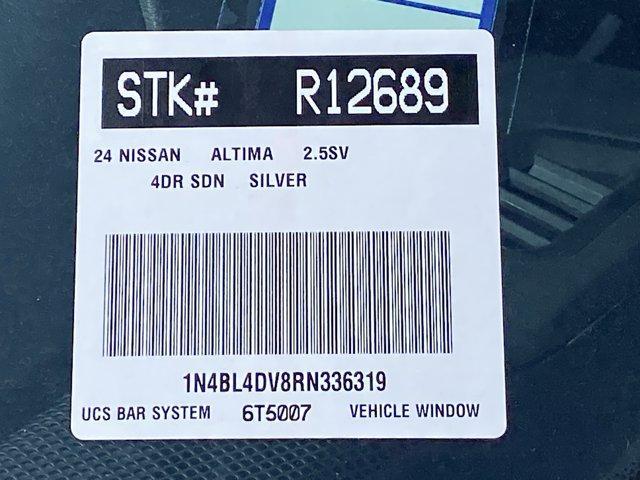 STK# R12689
24 NISSAN ALTIMA 2.5SV
4DR SDN SILVER
1N4BL4DV8RN336319
UCS BAR SYSTEM 6T5007 VEHICLE WINDOW